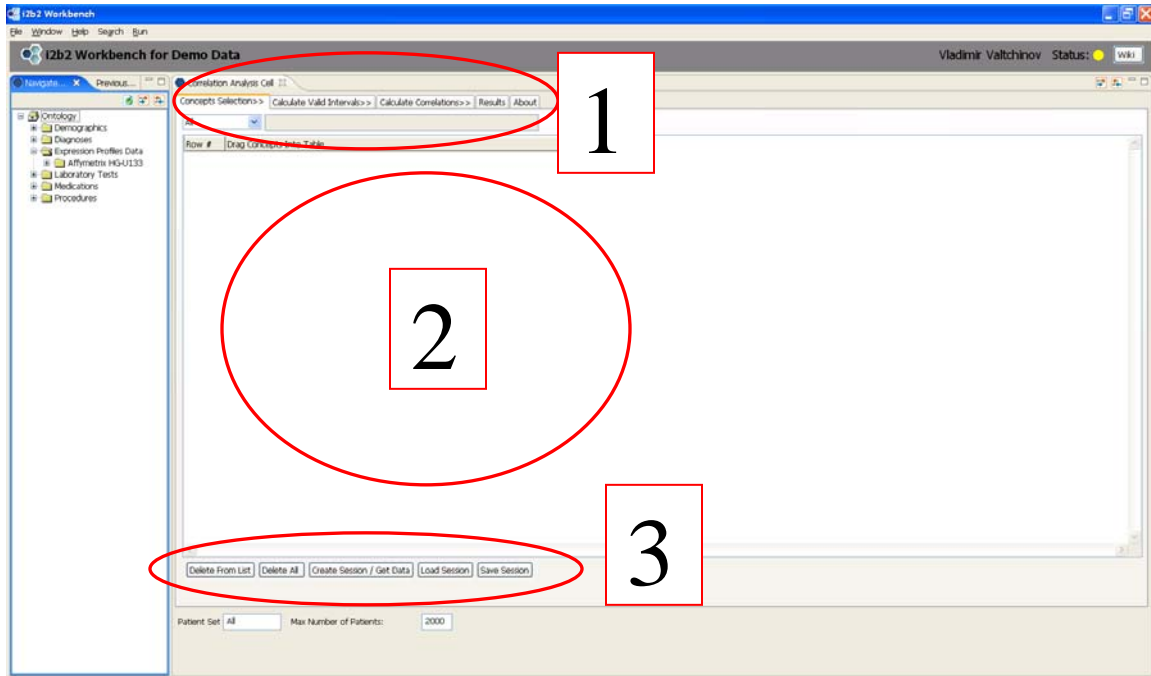 i2b2 Workbench
File Window Help Search Run
i2b2 Workbench for Demo Data
Vladimir Valtchinov Status: Wiki
Navigate... Previous...
Correlation Analysis Cell
Concepts Selection>> Calculate Valid Intervals>> Calculate Correlations>> Results About
All
Row # Drag Concepts Into Table
Ontology
Demographics
Diagnoses
Expression Profiles Data
Affymetrix HG-U133
Laboratory Tests
Medications
Procedures
1
2
3
Delete From List Delete All Create Session / Get Data Load Session Save Session
Patient Set All Max Number of Patients: 2000